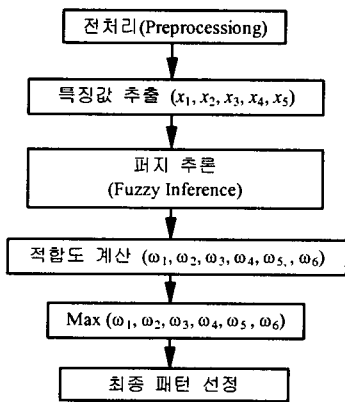 전처리(Preprocessiong)
특징값 추출 (x₁, x₂, x₃, x₄, x₅)
퍼지 추론
(Fuzzy Inference)
적합도 계산 (ω₁, ω₂, ω₃, ω₄, ω₅, , ω₆)
Max (ω₁, ω₂, ω₃, ω₄, ω₅ , ω₆)
최종 패턴 선정